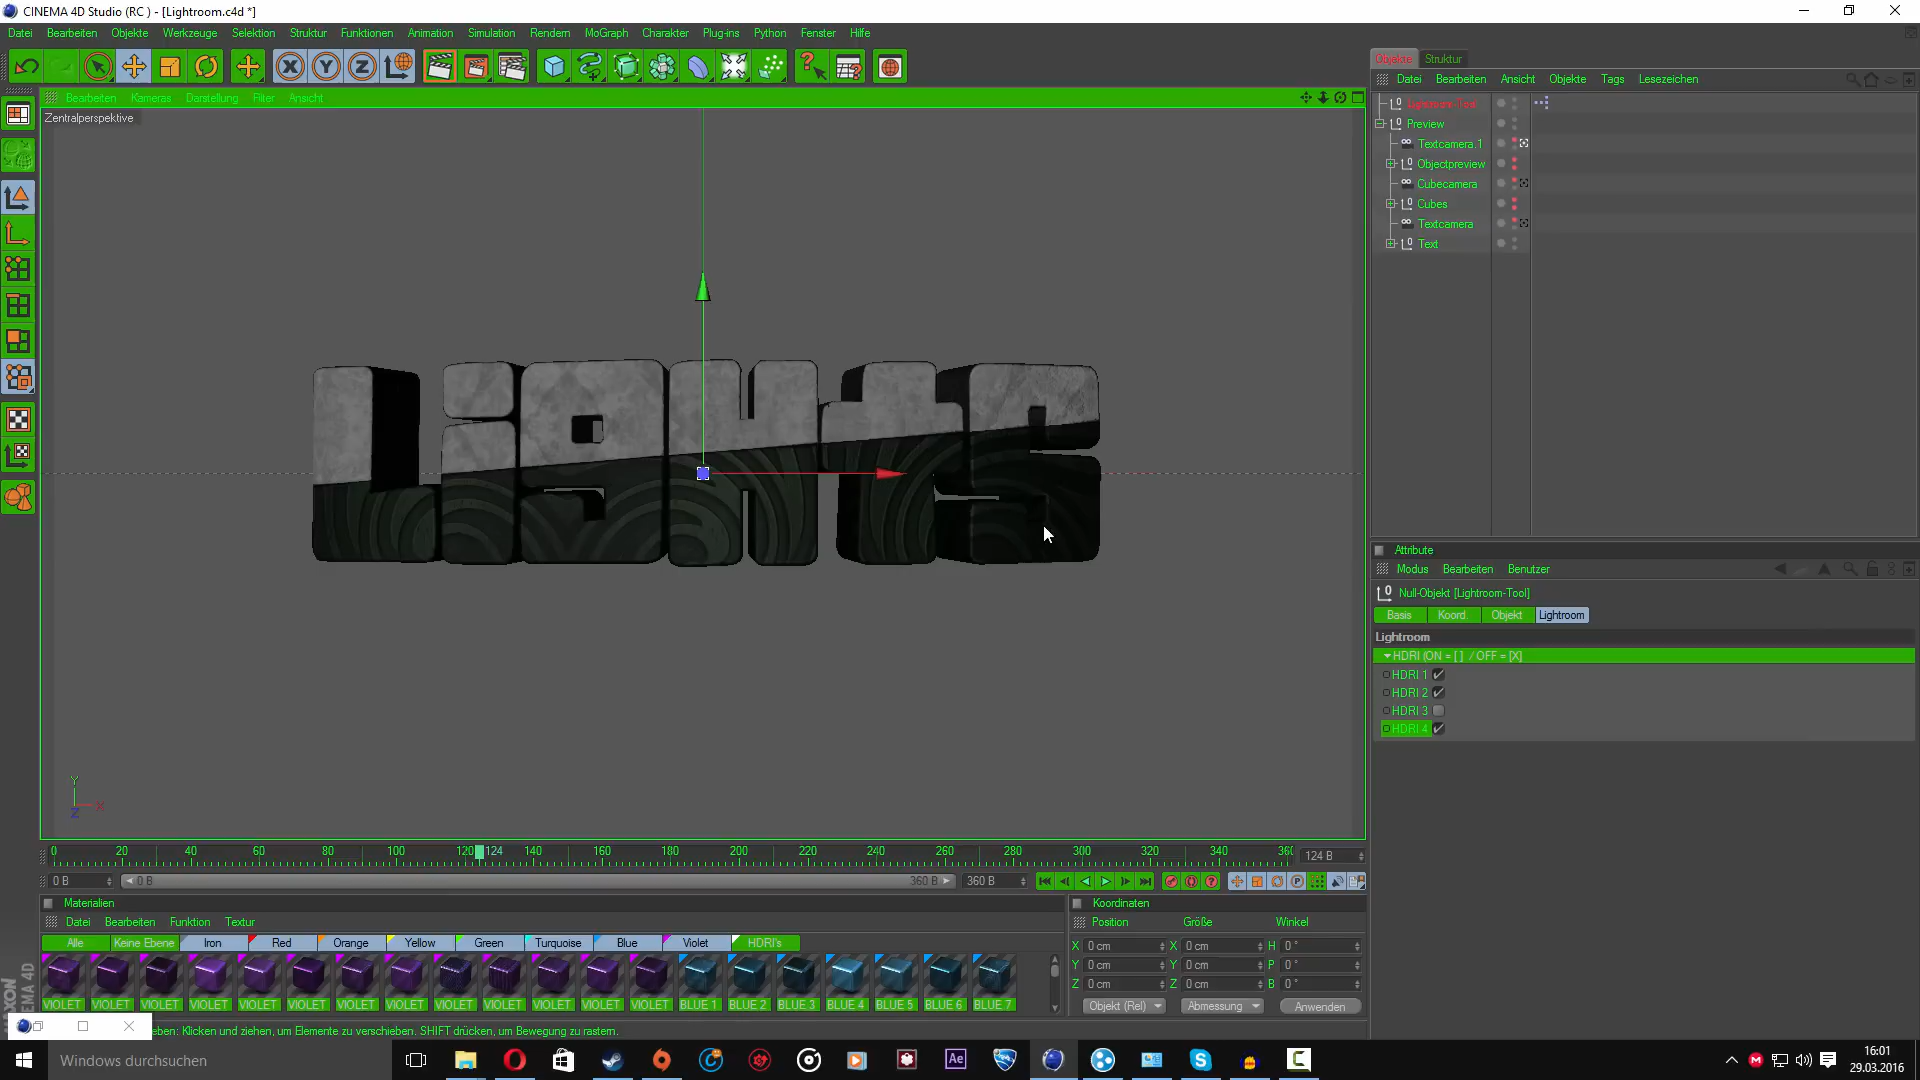 CINEMA 4D Studio (RC ) - [Lightroom.c4d *]
Datei Bearbeiten Objekte Werkzeuge Selektion Struktur Funktionen Animation Simulation Rendern MoGraph Charakter Plug-ins Python Fenster Hilfe
Bearbeiten Kameras Darstellung Filter Ansicht
Zentralperspektive
Lights
Y
X
Z
0 20 40 60 80 100 120 124 140 160 180 200 220 240 260 280 300 320 340 360
124 B
0 B
0 B
360 B
360 B
Materialien
Datei Bearbeiten Funktion Textur
Alle Keine Ebene Iron Red Orange Yellow Green Turquoise Blue Violet HDRI's
VIOLET VIOLET VIOLET VIOLET VIOLET VIOLET VIOLET VIOLET VIOLET VIOLET VIOLET VIOLET VIOLET BLUE 1 BLUE 2 BLUE 3 BLUE 4 BLUE 5 BLUE 6 BLUE 7
Koordinaten
Position Größe Winkel
X 0 cm X 0 cm H 0 °
Y 0 cm Y 0 cm P 0 °
Z 0 cm Z 0 cm B 0 °
Objekt (Rel) Abmessung Anwenden
eben: Klicken und ziehen, um Elemente zu verschieben. SHIFT drücken, um Bewegung zu rastern.
Objekte Struktur
Datei Bearbeiten Ansicht Objekte Tags Lesezeichen
Lightroom-Tool
Preview
Textcamera.1
Objectpreview
Cubecamera
Cubes
Textcamera
Text
Attribute
Modus Bearbeiten Benutzer
Null-Objekt [Lightroom-Tool]
Basis Koord. Objekt Lightroom
Lightroom
HDRI (ON = [ ] / OFF = [X]
HDRI 1
HDRI 2
HDRI 3
HDRI 4
Windows durchsuchen
Ae
16:01
29.03.2016